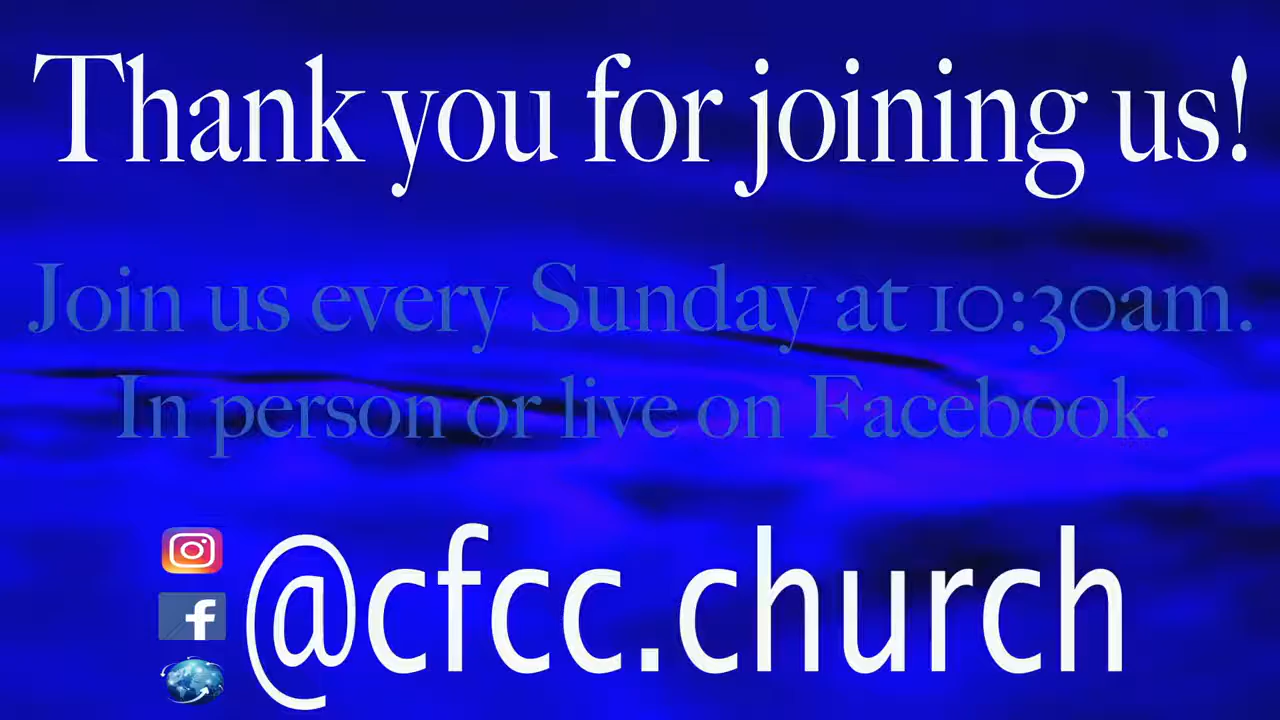 Thank you for joining us!
Join us every Sunday at 10:30am.
In person or live on Facebook.
@cfcc.church